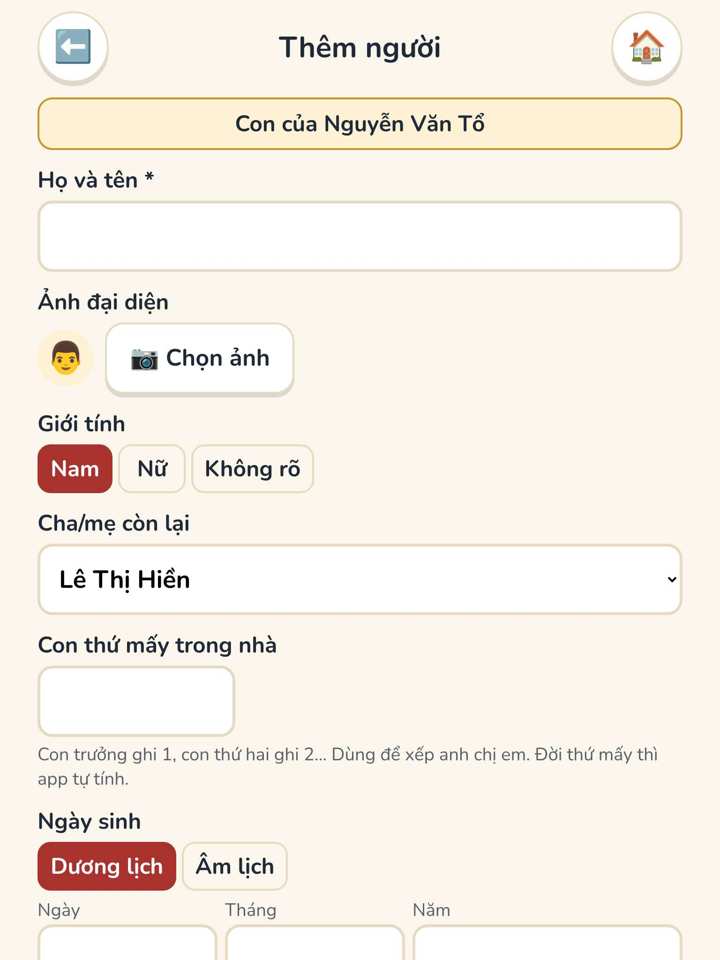 Thêm người
Con của Nguyễn Văn Tổ
Họ và tên *
Ảnh đại diện
Chọn ảnh
Giới tính
Nam
Nữ
Không rõ
Cha/mẹ còn lại
Lê Thị Hiền
Con thứ mấy trong nhà
Con trưởng ghi 1, con thứ hai ghi 2... Dùng để xếp anh chị em. Đời thứ mấy thì
app tự tính.
Ngày sinh
Dương lịch
Âm lịch
Ngày
Tháng
Năm